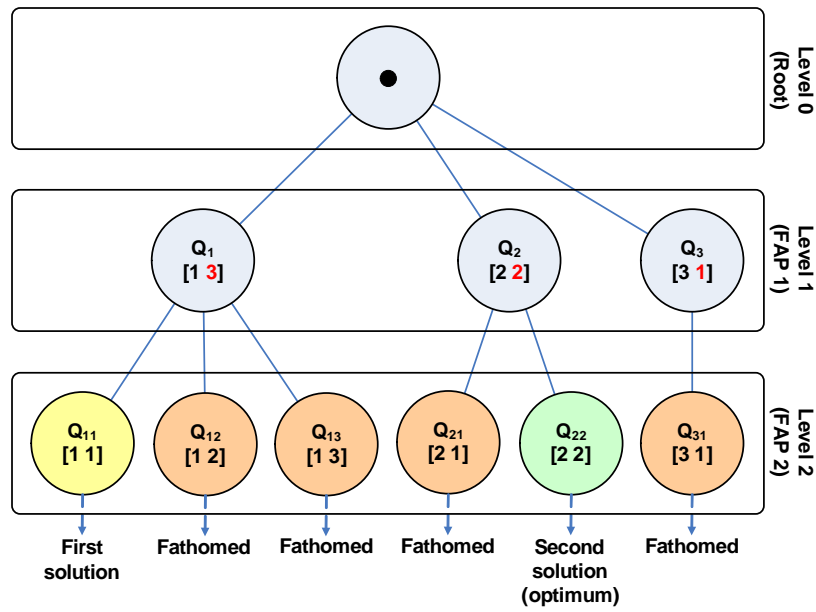 Level 0
(Root)
Q1
[1 3]
Q2
[2 2]
Q3
[3 1]
Level 1
(FAP 1)
Q11
[1 1]
Q12
[1 2]
Q13
[1 3]
Q21
[2 1]
Q22
[2 2]
Q31
[3 1]
Level 2
(FAP 2)
First
solution
Fathomed
Fathomed
Fathomed
Second
solution
(optimum)
Fathomed